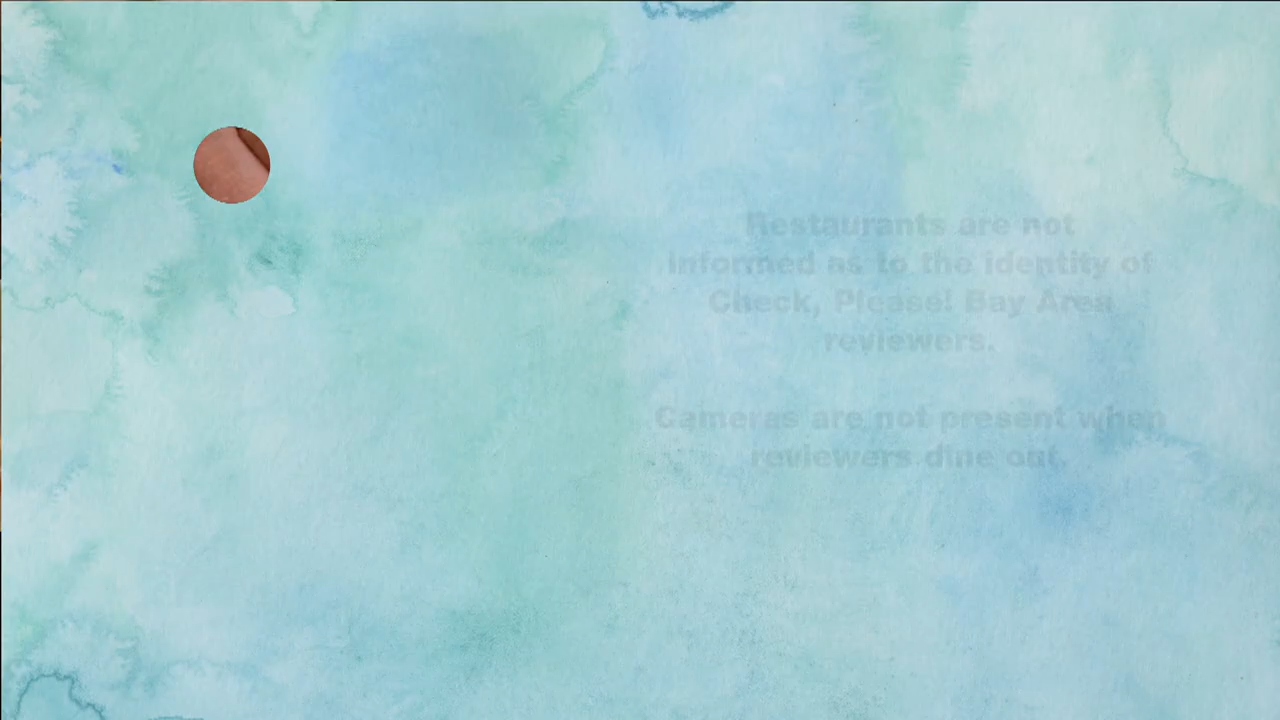 Restaurants are not
informed as to the identity of
Check, Please! Bay Area
reviewers.
Cameras are not present when
reviewers dine out.